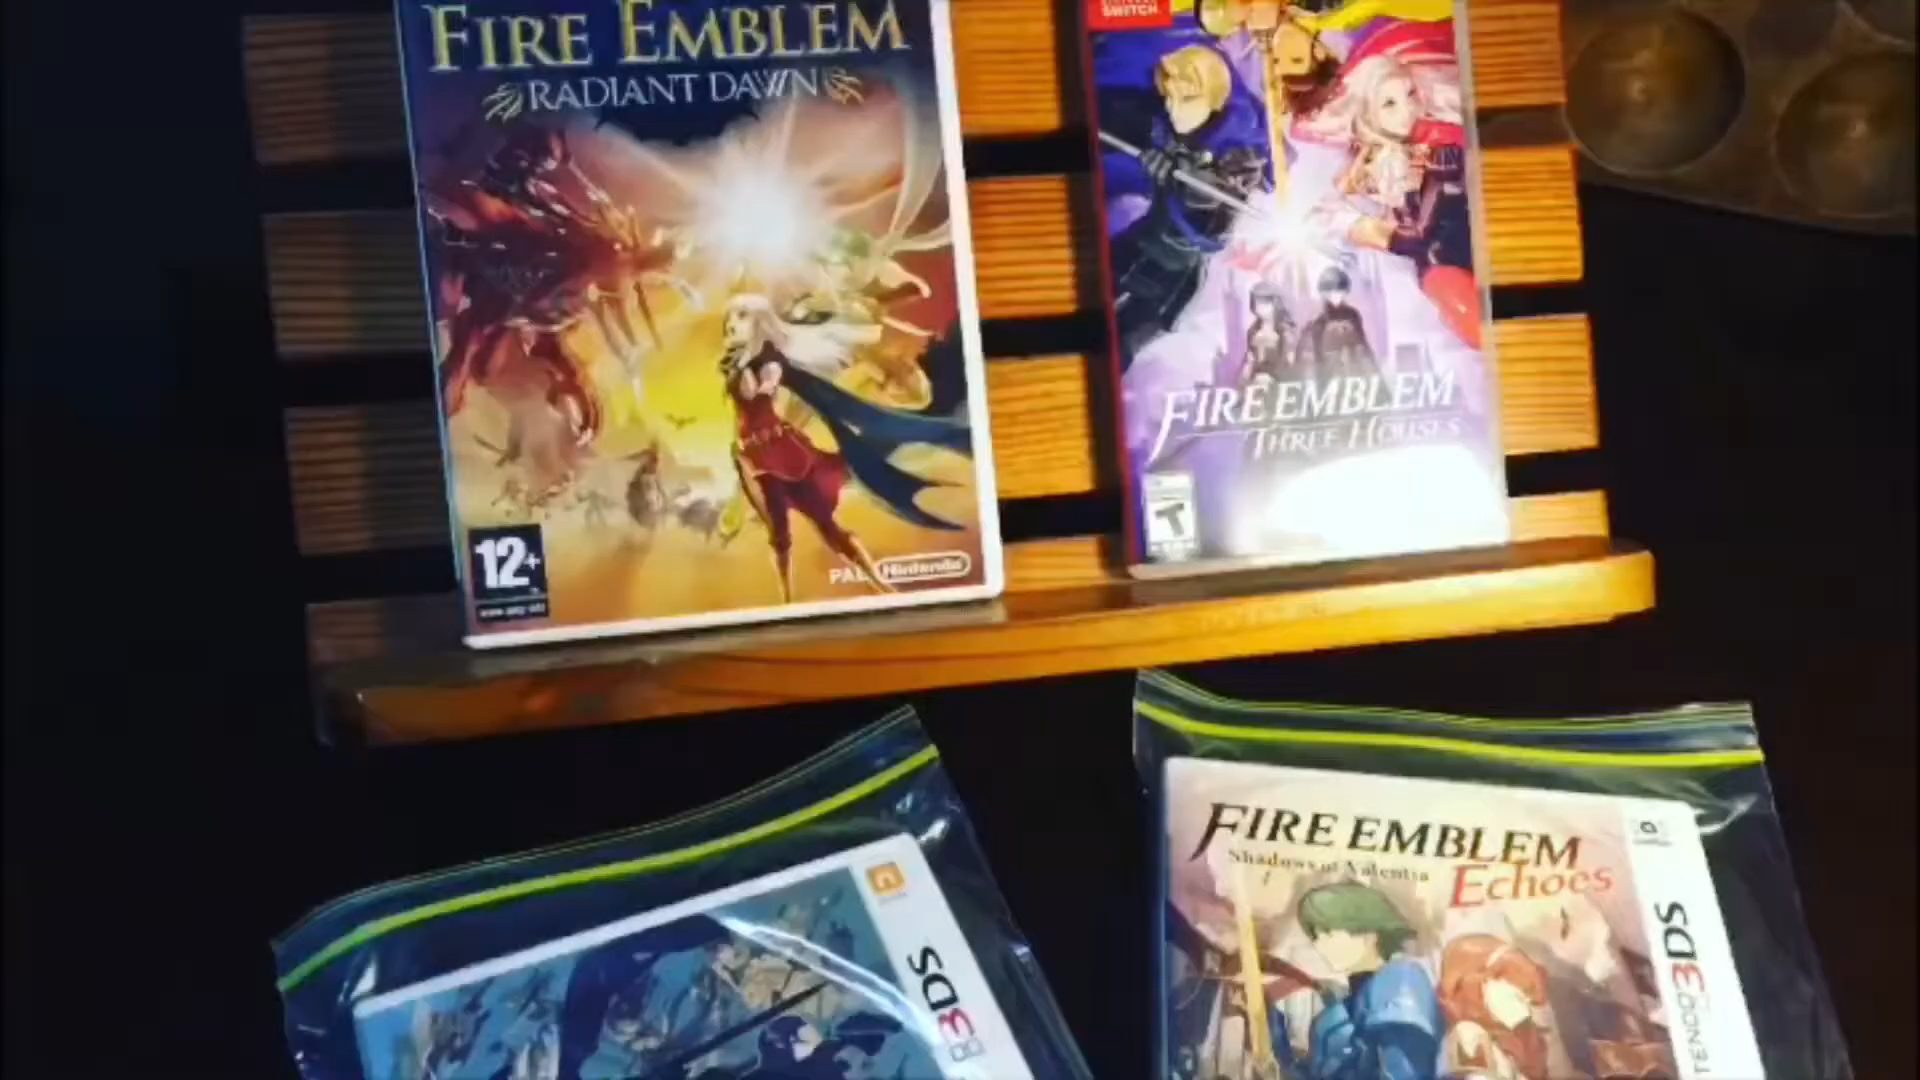 FIRE EMBLEM
RADIANT DAWN
12+
PAL Nintendo
SWITCH
FIRE EMBLEM
THREE HOUSES
T
3DS
FIRE EMBLEM
Shadows of Valentia
Echoes
3DS